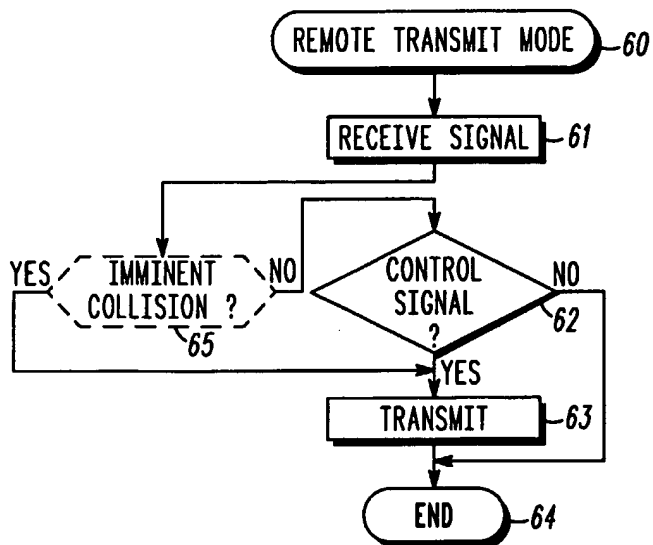 REMOTE TRANSMIT MODE
60
RECEIVE SIGNAL
61
YES
IMMINENT
COLLISION ?
NO
65
CONTROL
SIGNAL
?
NO
62
YES
TRANSMIT
63
END
64